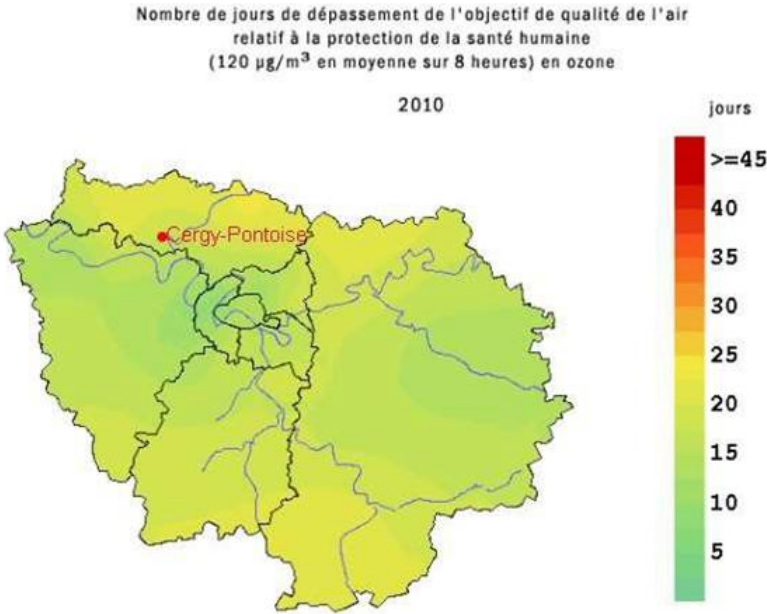 Nombre de jours de dépassement de l'objectif de qualité de l'air
relatif à la protection de la santé humaine
(120 µg/m³ en moyenne sur 8 heures) en ozone
2010
jours
>=45
40
35
30
25
20
15
10
5
Cergy-Pontoise